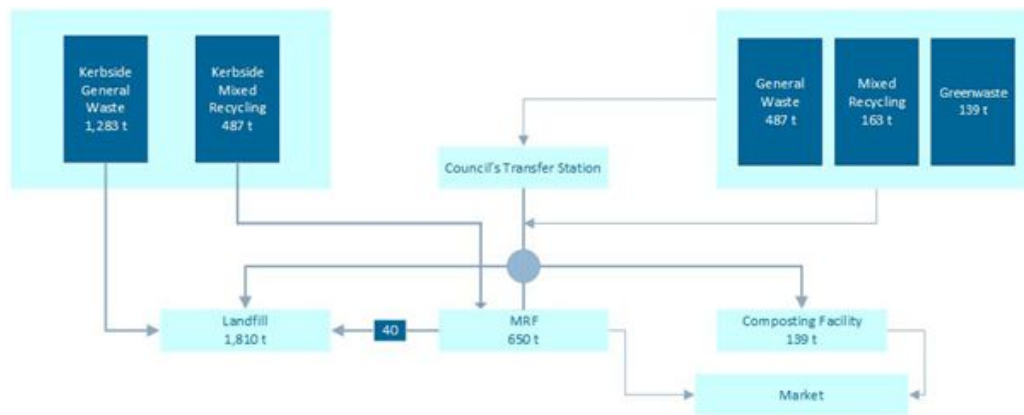 Kerbside
General
Waste
1,283 t
Kerbside
Mixed
Recycling
487 t
General
Waste
487 t
Mixed
Recycling
163 t
Greenwaste
139 t
Council's Transfer Station
Landfill
1,810 t
40
MRF
650 t
Composting Facility
139 t
Market